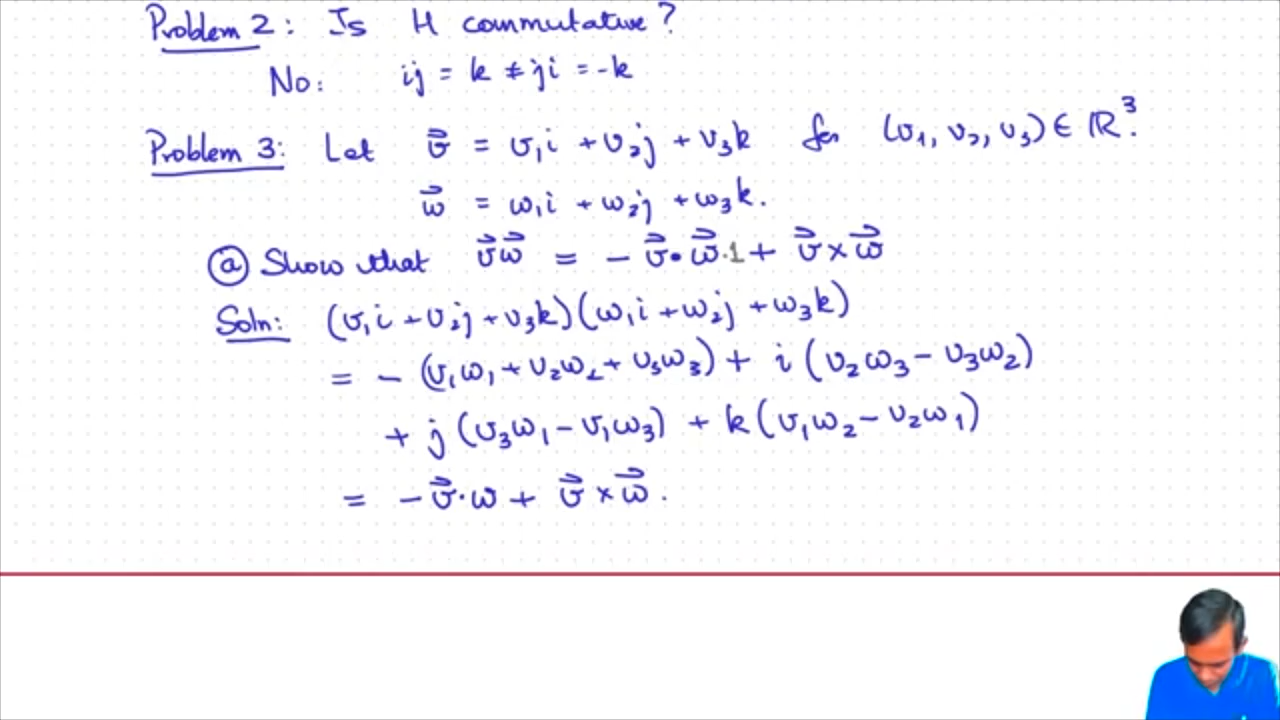 Problem 2: Is H commutative?
No: ij = k ≠ ji = -k
Problem 3: Let v⃗ = v₁i + v₂j + v₃k for (v₁, v₂, v₃) ∈ ℝ³.
w⃗ = w₁i + w₂j + w₃k.
ⓐ Show that v⃗w⃗ = - v⃗ • w⃗ · 1 + v⃗ × w⃗
Soln: (v₁i + v₂j + v₃k)(w₁i + w₂j + w₃k)
= - (v₁w₁ + v₂w₂ + v₃w₃) + i (v₂w₃ - v₃w₂)
+ j (v₃w₁ - v₁w₃) + k (v₁w₂ - v₂w₁)
= - v⃗ · w + v⃗ × w⃗.